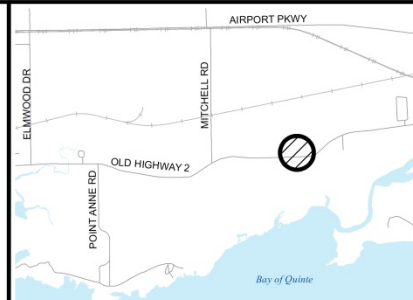 AIRPORT PKWY
ELMWOOD DR
MITCHELL RD
OLD HIGHWAY 2
POINT ANNE RD
Bay of Quinte